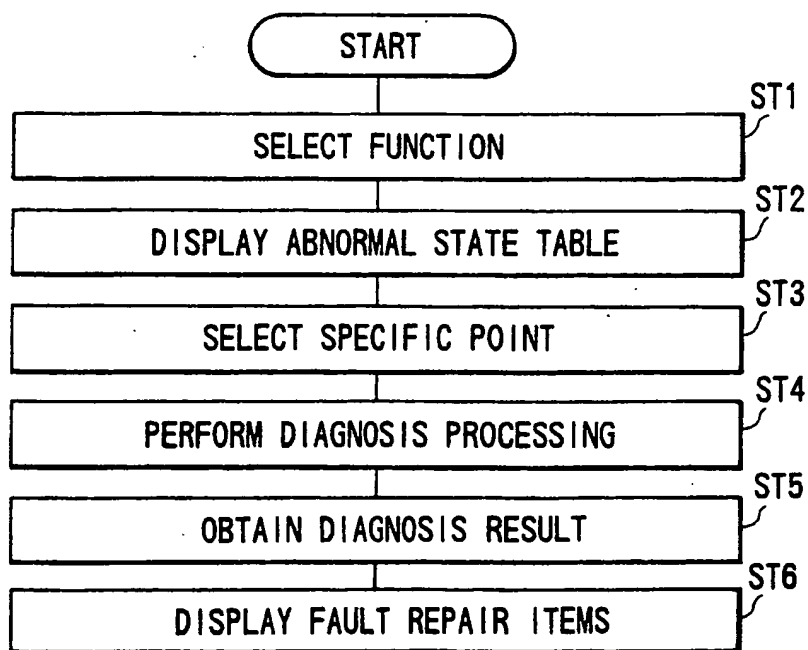 START
ST1
SELECT FUNCTION
ST2
DISPLAY ABNORMAL STATE TABLE
ST3
SELECT SPECIFIC POINT
ST4
PERFORM DIAGNOSIS PROCESSING
ST5
OBTAIN DIAGNOSIS RESULT
ST6
DISPLAY FAULT REPAIR ITEMS